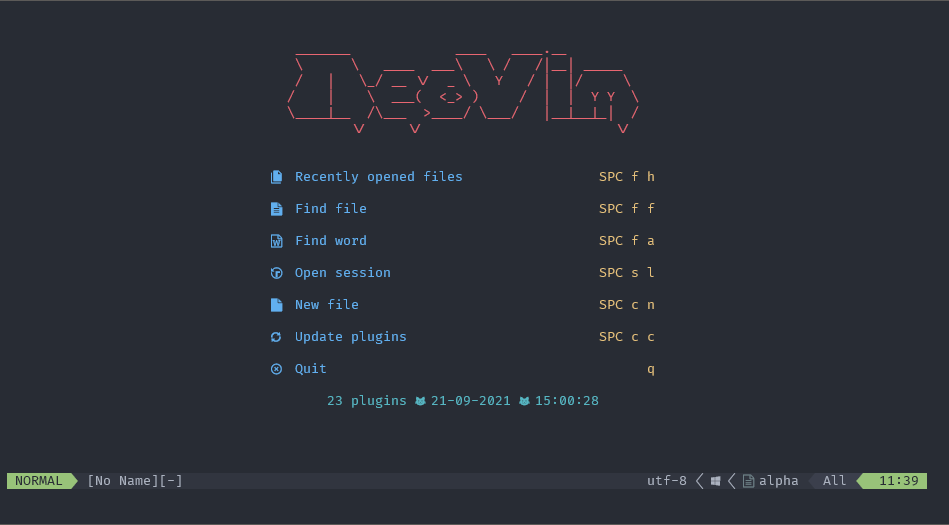 NeoVim
Recently opened files SPC f h
Find file SPC f f
Find word SPC f a
Open session SPC s l
New file SPC c n
Update plugins SPC c c
Quit q
23 plugins 21-09-2021 15:00:28
NORMAL [No Name][-] utf-8 alpha All 11:39